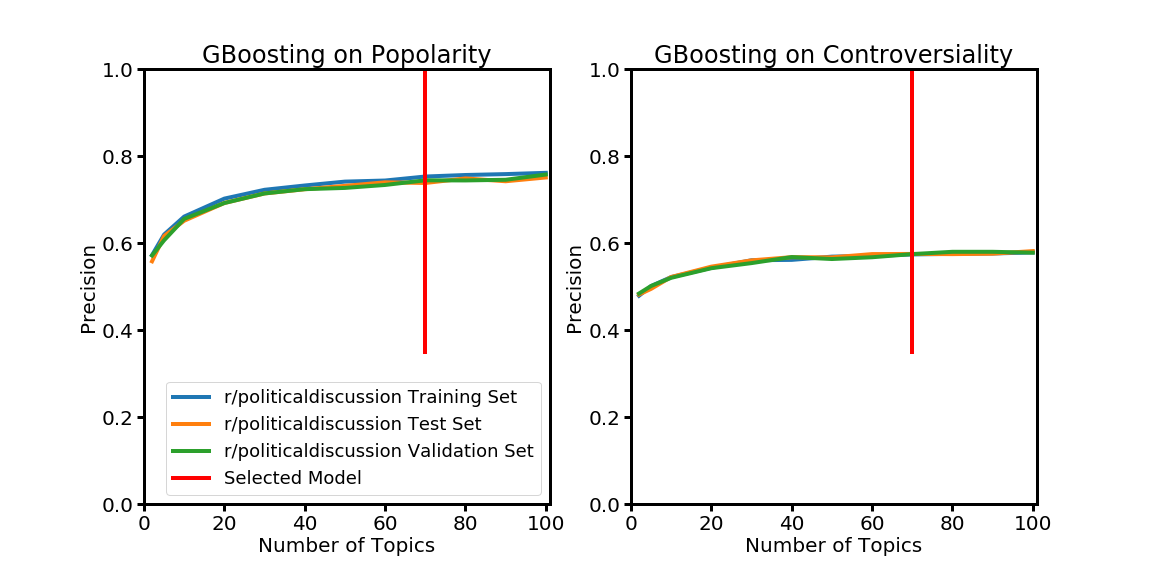 GBoosting on Popolarity
GBoosting on Controversiality
1.0
0.8
0.6
0.4
0.2
0.0
Precision
0
20
40
60
80
100
Number of Topics
r/politicaldiscussion Training Set
r/politicaldiscussion Test Set
r/politicaldiscussion Validation Set
Selected Model
1.0
0.8
0.6
0.4
0.2
0.0
Precision
0
20
40
60
80
100
Number of Topics